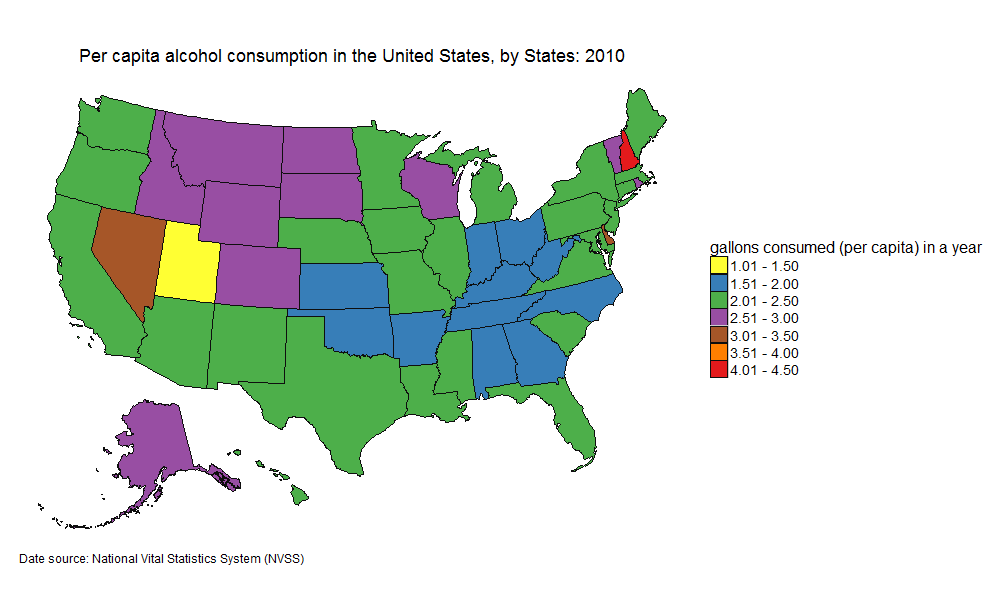 Per capita alcohol consumption in the United States, by States: 2010
gallons consumed (per capita) in a year
1.01 - 1.50
1.51 - 2.00
2.01 - 2.50
2.51 - 3.00
3.01 - 3.50
3.51 - 4.00
4.01 - 4.50
Date source: National Vital Statistics System (NVSS)